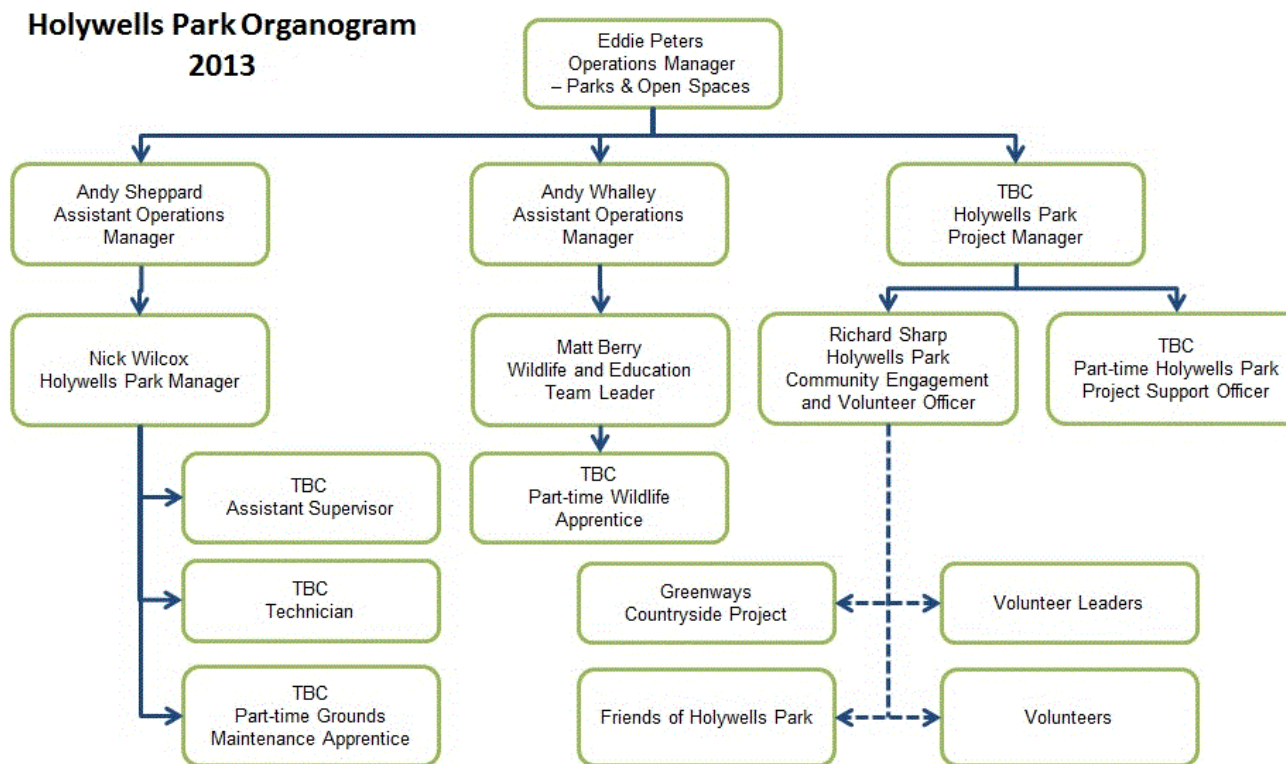 Holywells Park Organogram
2013
Eddie Peters
Operations Manager
– Parks & Open Spaces
Andy Sheppard
Assistant Operations
Manager
Andy Whalley
Assistant Operations
Manager
TBC
Holywells Park
Project Manager
Nick Wilcox
Holywells Park Manager
Matt Berry
Wildlife and Education
Team Leader
Richard Sharp
Holywells Park
Community Engagement
and Volunteer Officer
TBC
Part-time Holywells Park
Project Support Officer
TBC
Assistant Supervisor
TBC
Part-time Wildlife
Apprentice
TBC
Technician
Greenways
Countryside Project
Volunteer Leaders
TBC
Part-time Grounds
Maintenance Apprentice
Friends of Holywells Park
Volunteers